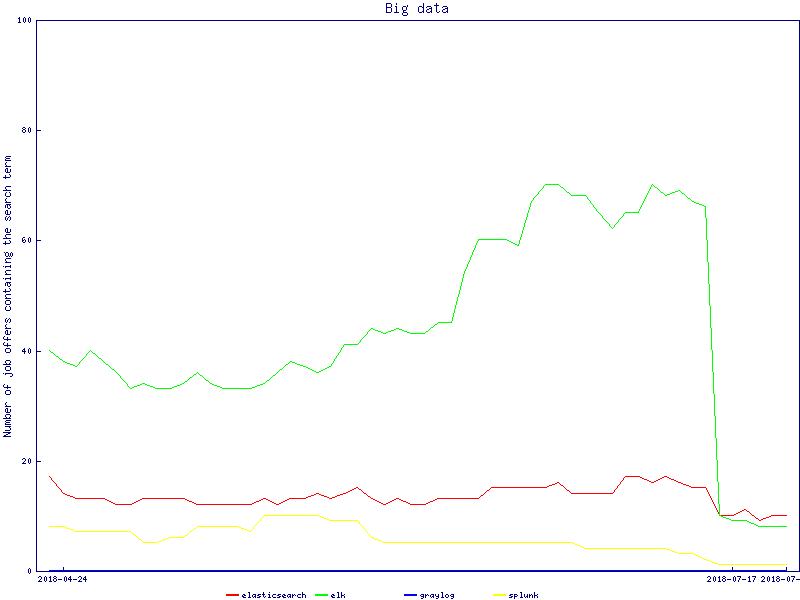 Big data
100
80
60
40
20
0
Number of job offers containing the search term
2018-04-24 2018-07-17 2018-07-
elasticsearch elk graylog splunk